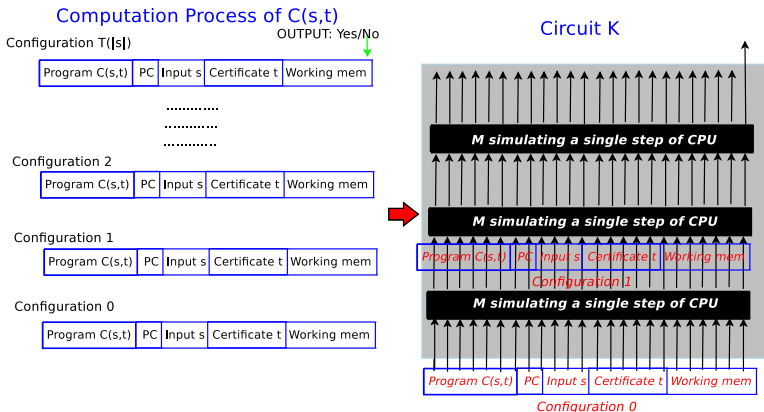 Computation Process of C(s,t)
OUTPUT: Yes/No
Configuration T(|s|)
Program C(s,t) PC Input s Certificate t Working mem
............
............
............
Configuration 2
Program C(s,t) PC Input s Certificate t Working mem
Configuration 1
Program C(s,t) PC Input s Certificate t Working mem
Configuration 0
Program C(s,t) PC Input s Certificate t Working mem
Circuit K
M simulating a single step of CPU
M simulating a single step of CPU
Program C(s,t) PC Input s Certificate t Working mem
Configuration 1
M simulating a single step of CPU
Program C(s,t) PC Input s Certificate t Working mem
Configuration 0